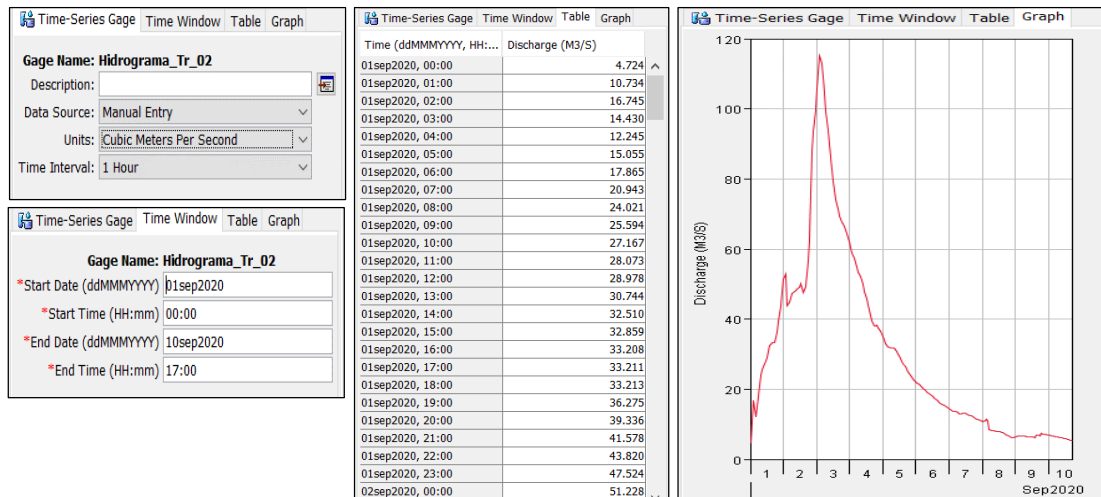 Time-Series Gage Time Window Table Graph
Gage Name: Hidrograma_Tr_02
Description:
Data Source: Manual Entry
Units: Cubic Meters Per Second
Time Interval: 1 Hour
Time-Series Gage Time Window Table Graph
Gage Name: Hidrograma_Tr_02
*Start Date (ddMMMYYYY) 01sep2020
*Start Time (HH:mm) 00:00
*End Date (ddMMMYYYY) 10sep2020
*End Time (HH:mm) 17:00
Time-Series Gage Time Window Table Graph
Time (ddMMMYYYY, HH:... Discharge (M3/S)
01sep2020, 00:00 4.724
01sep2020, 01:00 10.734
01sep2020, 02:00 16.745
01sep2020, 03:00 14.430
01sep2020, 04:00 12.245
01sep2020, 05:00 15.055
01sep2020, 06:00 17.865
01sep2020, 07:00 20.943
01sep2020, 08:00 24.021
01sep2020, 09:00 25.594
01sep2020, 10:00 27.167
01sep2020, 11:00 28.073
01sep2020, 12:00 28.978
01sep2020, 13:00 30.744
01sep2020, 14:00 32.510
01sep2020, 15:00 32.859
01sep2020, 16:00 33.208
01sep2020, 17:00 33.211
01sep2020, 18:00 33.213
01sep2020, 19:00 36.275
01sep2020, 20:00 39.336
01sep2020, 21:00 41.578
01sep2020, 22:00 43.820
01sep2020, 23:00 47.524
02sep2020, 00:00 51.228
Time-Series Gage Time Window Table Graph
120
100
80
60
40
20
0
Discharge (M3/S)
1 2 3 4 5 6 7 8 9 10
Sep2020